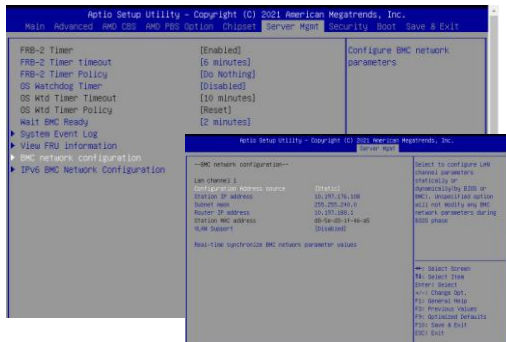 Aptio Setup Utility – Copyright (C) 2021 American Megatrends, Inc.
Main Advanced AMD CBS AMD PBS Option Chipset Server Mgmt Security Boot Save & Exit
FRB-2 Timer [Enabled]
FRB-2 Timer timeout [6 minutes]
FRB-2 Timer Policy [Do Nothing]
OS Watchdog Timer [Disabled]
OS Wtd Timer Timeout [10 minutes]
OS Wtd Timer Policy [Reset]
Wait BMC Ready [2 minutes]
System Event Log
View FRU information
BMC network configuration
IPv6 BMC Network Configuration
Configure BMC network
parameters
Aptio Setup Utility – Copyright (C) 2021 American Megatrends, Inc.
Server Mgmt
--BMC network configuration--
Lan channel 1
Configuration Address source [Static]
Station IP address
Subnet mask 255.255.240.0
Router IP address
Station MAC address
VLAN Support [Disabled]
Real-time synchronize BMC network parameter values
Select to configure LAN
channel parameters
statically or
dynamically(by BIOS or
BMC). Unspecified option
will not modify any BMC
network parameters during
BIOS phase
: Select Screen
: Select Item
Enter: Select
+/-: Change Opt.
F1: General Help
F3: Previous Values
F9: Optimized Defaults
F10: Save & Exit
ESC: Exit